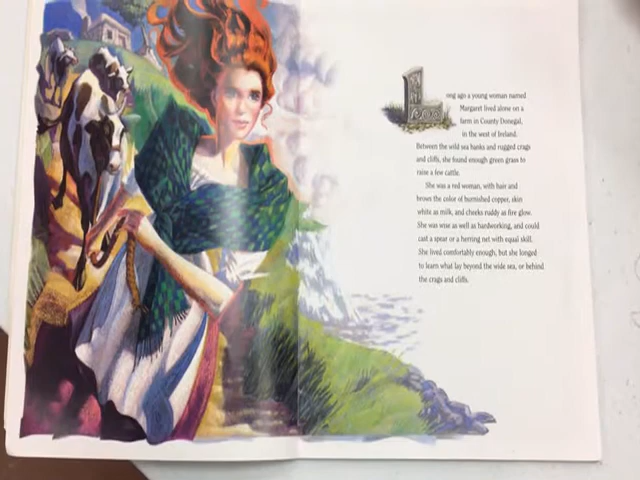 Long ago a young woman named
Margaret lived alone on a
farm in County Donegal,
in the west of Ireland.
Between the wild sea banks and rugged crags
and cliffs, she found enough green grass to
raise a few cattle.
She was a red woman, with hair and
brows the color of burnished copper, skin
white as milk, and cheeks ruddy as fire glow.
She was wise as well as hardworking, and could
cast a spear or a herring net with equal skill.
She lived comfortably enough, but she longed
to learn what lay beyond the wide sea, or behind
the crags and cliffs.